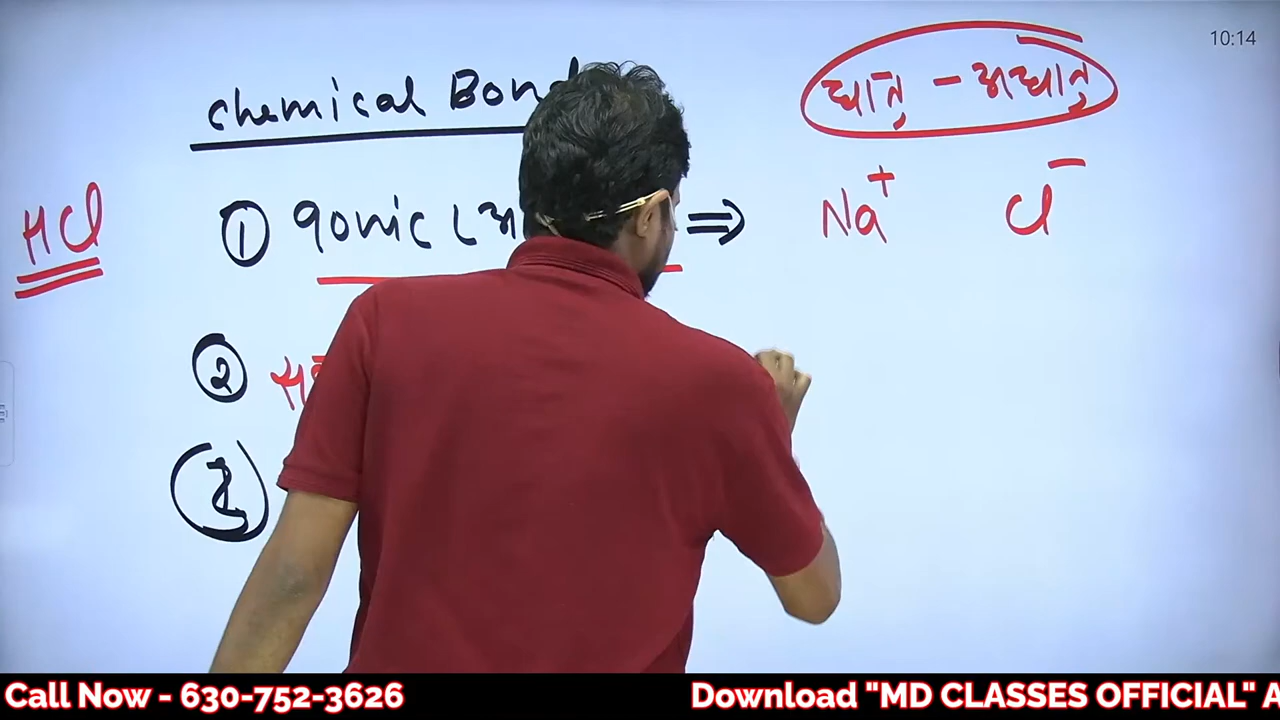 10:14
chemical Bon
धातु - अधातु
HCl
① Ionic (अ ⇒ Na⁺ Cl⁻
②
③
Call Now - 630-752-3626
Download "MD CLASSES OFFICIAL" A